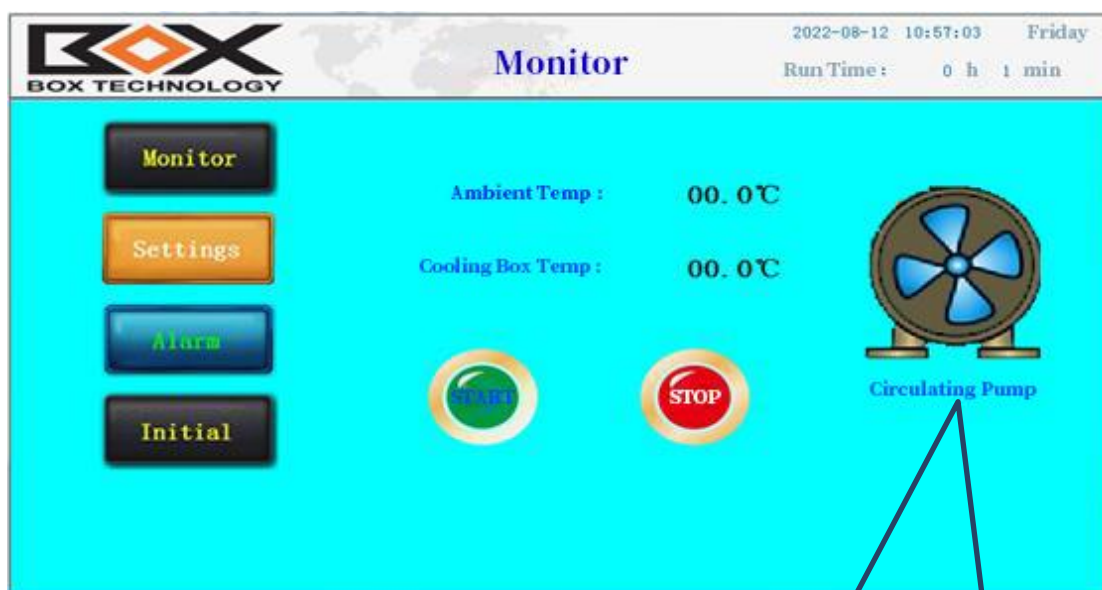 BOX
BOX TECHNOLOGY
Monitor
2022-08-12 10:57:03 Friday
Run Time: 0 h 1 min
Monitor
Settings
Alarm
Initial
Ambient Temp : 00.0℃
Cooling Box Temp : 00.0℃
START
STOP
Circulating Pump